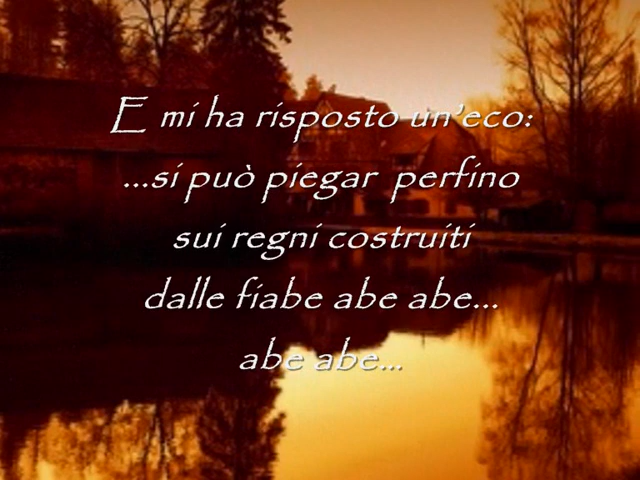 E mi ha risposto un'eco:
...si può piegar perfino
sui regni costruiti
dalle fiabe abe abe...
abe abe...